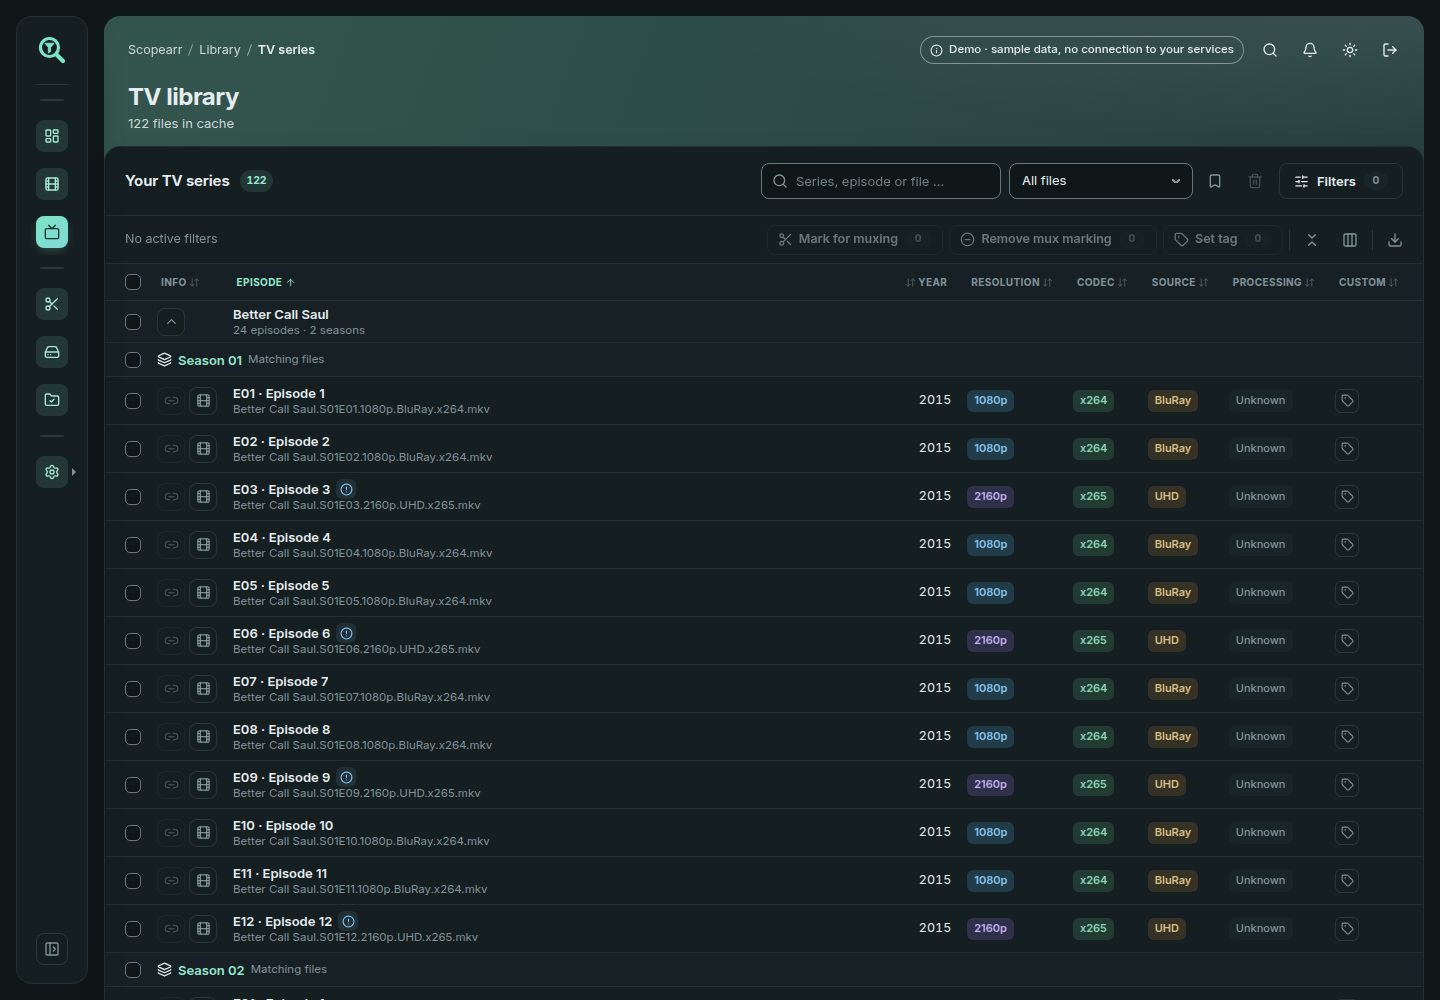 Scopearr / Library / TV series
Demo · sample data, no connection to your services
TV library
122 files in cache
Your TV series 122
Series, episode or file ...
All files
Filters 0
No active filters
Mark for muxing 0
Remove mux marking 0
Set tag 0
INFO EPISODE YEAR RESOLUTION CODEC SOURCE PROCESSING CUSTOM
Better Call Saul
24 episodes · 2 seasons
Season 01 Matching files
E01 · Episode 1
Better Call Saul.S01E01.1080p.BluRay.x264.mkv
2015 1080p x264 BluRay Unknown
E02 · Episode 2
Better Call Saul.S01E02.1080p.BluRay.x264.mkv
2015 1080p x264 BluRay Unknown
E03 · Episode 3
Better Call Saul.S01E03.2160p.UHD.x265.mkv
2015 2160p x265 UHD Unknown
E04 · Episode 4
Better Call Saul.S01E04.1080p.BluRay.x264.mkv
2015 1080p x264 BluRay Unknown
E05 · Episode 5
Better Call Saul.S01E05.1080p.BluRay.x264.mkv
2015 1080p x264 BluRay Unknown
E06 · Episode 6
Better Call Saul.S01E06.2160p.UHD.x265.mkv
2015 2160p x265 UHD Unknown
E07 · Episode 7
Better Call Saul.S01E07.1080p.BluRay.x264.mkv
2015 1080p x264 BluRay Unknown
E08 · Episode 8
Better Call Saul.S01E08.1080p.BluRay.x264.mkv
2015 1080p x264 BluRay Unknown
E09 · Episode 9
Better Call Saul.S01E09.2160p.UHD.x265.mkv
2015 2160p x265 UHD Unknown
E10 · Episode 10
Better Call Saul.S01E10.1080p.BluRay.x264.mkv
2015 1080p x264 BluRay Unknown
E11 · Episode 11
Better Call Saul.S01E11.1080p.BluRay.x264.mkv
2015 1080p x264 BluRay Unknown
E12 · Episode 12
Better Call Saul.S01E12.2160p.UHD.x265.mkv
2015 2160p x265 UHD Unknown
Season 02 Matching files